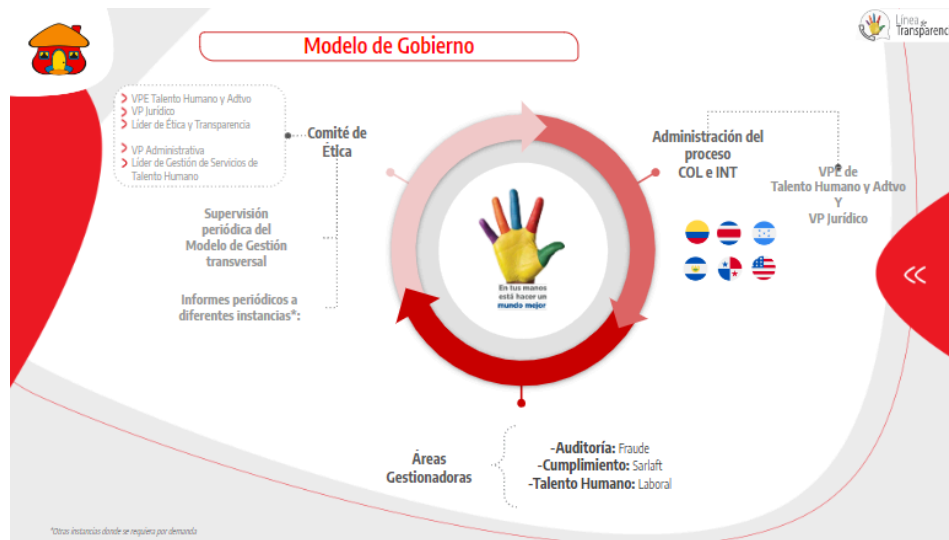 Modelo de Gobierno
Línea de
Transparenc
VPE Talento Humano y Adtvo
VP Jurídico
Líder de Ética y Transparencia
VP Administrativa
Líder de Gestión de Servicios de
Talento Humano
Comité de
Ética
Supervisión
periódica del
Modelo de Gestión
transversal
Informes periódicos a
diferentes instancias*:
En tus manos
está hacer un
mundo mejor
Administración del
proceso
COL e INT
VPE de
Talento Humano y Adtvo
Y
VP Jurídico
Áreas
Gestionadoras
-Auditoría: Fraude
-Cumplimiento: Sarlaft
-Talento Humano: Laboral
*Otras instancias donde se requiera por demanda